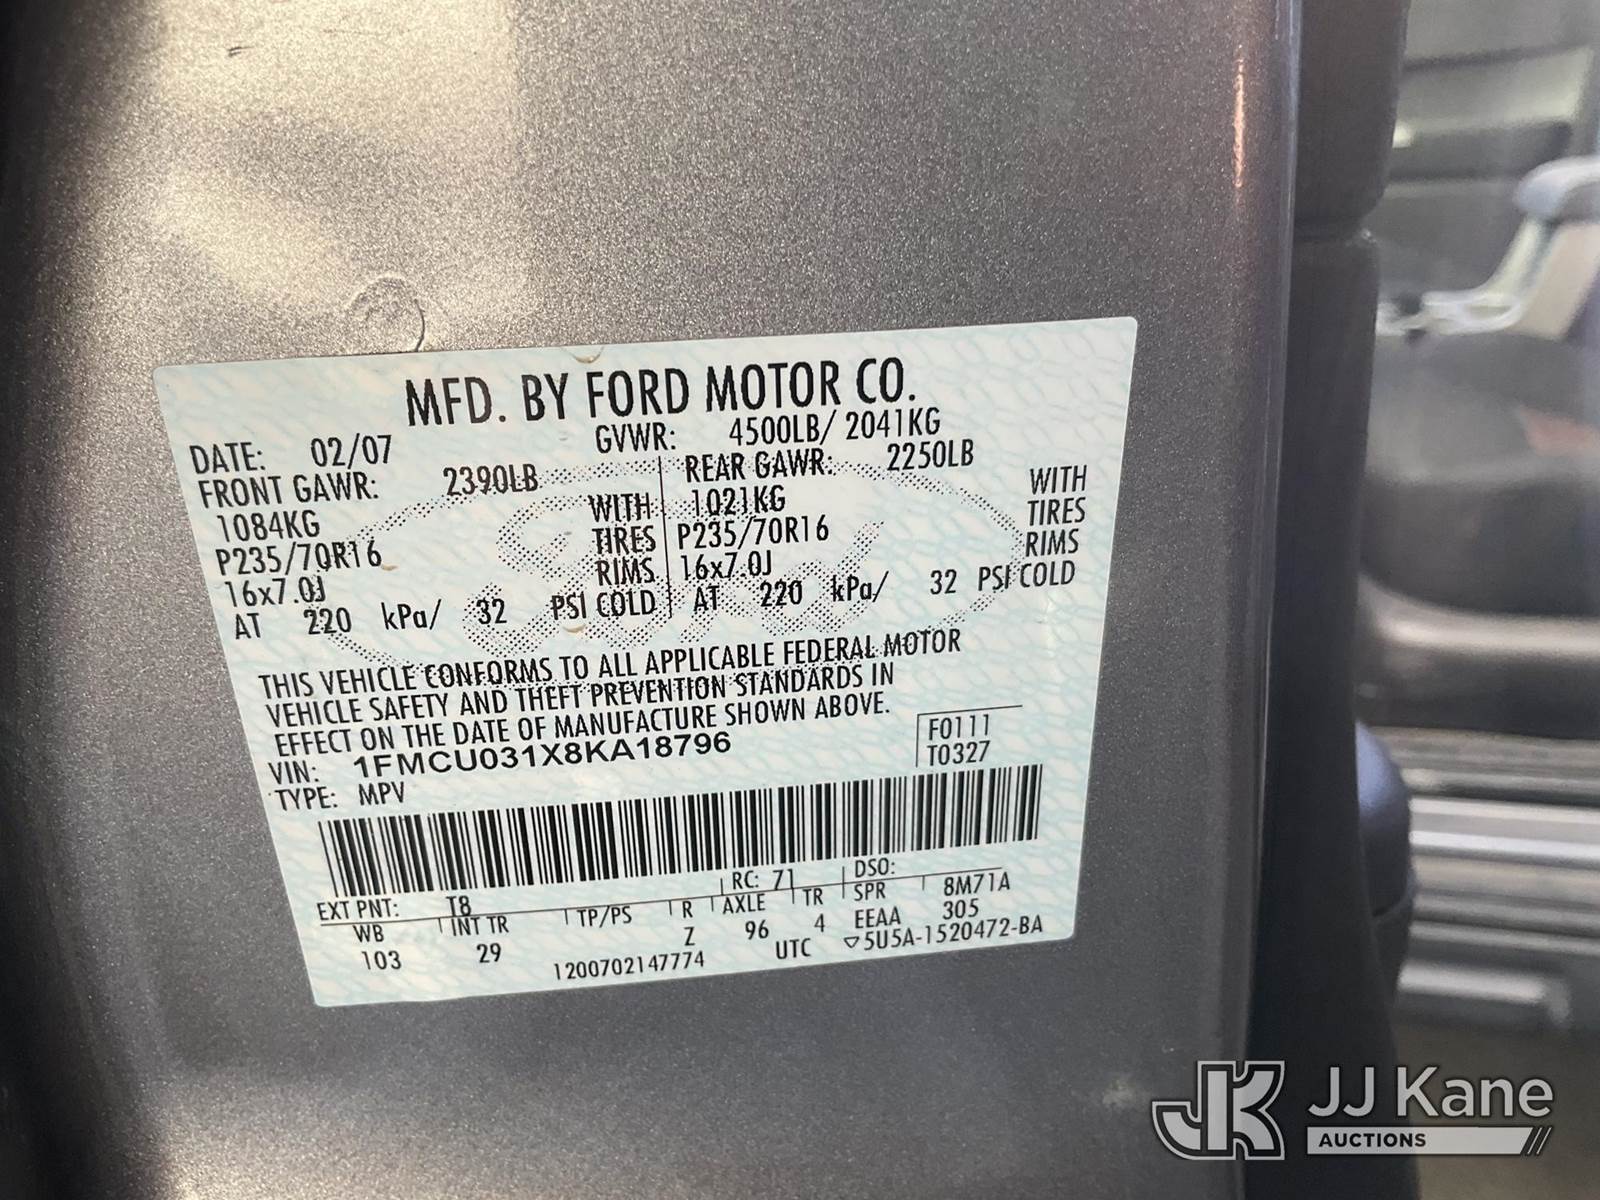 MFD. BY FORD MOTOR CO.
DATE: 02/07 GVWR: 4500LB/ 2041KG
FRONT GAWR: 2390LB REAR GAWR: 2250LB
1084KG WITH 1021KG WITH
P235/70R16 TIRES P235/70R16 TIRES
16x7.0J RIMS 16x7.0J RIMS
AT 220 kPa/ 32 PSI COLD AT 220 kPa/ 32 PSI COLD
THIS VEHICLE CONFORMS TO ALL APPLICABLE FEDERAL MOTOR
VEHICLE SAFETY AND THEFT PREVENTION STANDARDS IN
EFFECT ON THE DATE OF MANUFACTURE SHOWN ABOVE.
VIN: 1FMCU031X8KA18796 F0111
TYPE: MPV T0327
EXT PNT: T8 RC: 71 DSO:
WB INT TR TP/PS R AXLE TR SPR 8M71A
103 29 Z 96 4 EEAA 305
1200702147774 UTC ▽5U5A-1520472-BA
Ford
JK JJ Kane
AUCTIONS